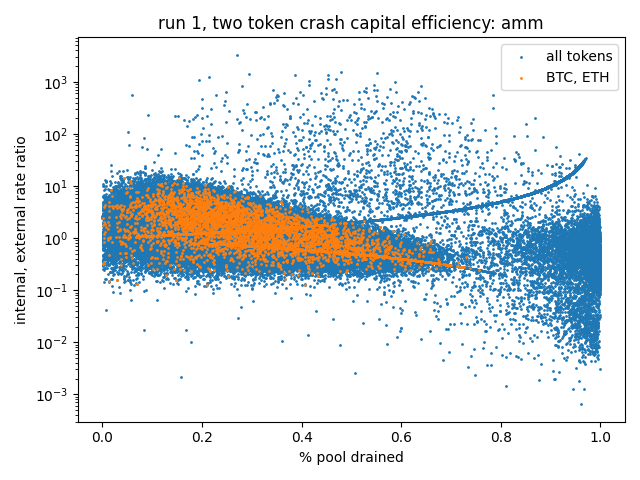 run 1, two token crash capital efficiency: amm
all tokens
BTC, ETH
internal, external rate ratio
10³
10²
10¹
10⁰
10⁻¹
10⁻²
10⁻³
0.0 0.2 0.4 0.6 0.8 1.0
% pool drained